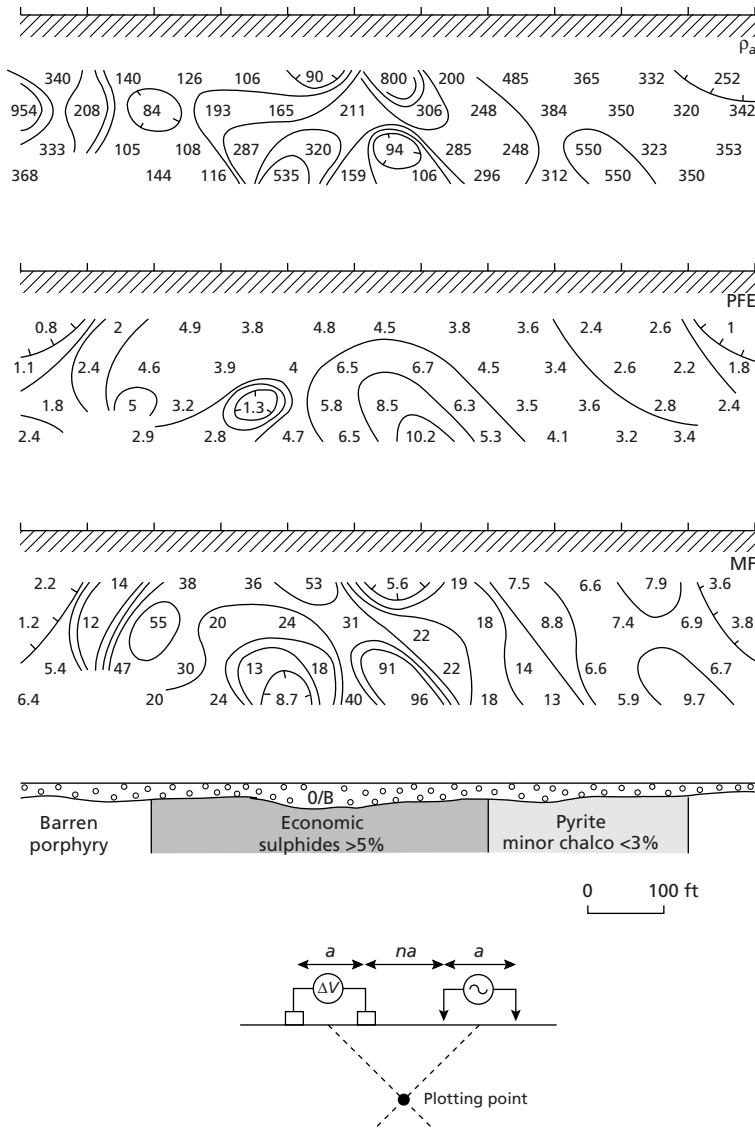 ρa
340 140 126 106 90 800 200 485 365 332 252
954 208 84 193 165 211 306 248 384 350 320 342
333 105 108 287 320 94 285 248 550 323 353
368 144 116 535 159 106 296 312 550 350
PFE
0.8 2 4.9 3.8 4.8 4.5 3.8 3.6 2.4 2.6 1
1.1 2.4 4.6 3.9 4 6.5 6.7 4.5 3.4 2.6 2.2 1.8
1.8 5 3.2 1.3 5.8 8.5 6.3 3.5 3.6 2.8 2.4
2.4 2.9 2.8 4.7 6.5 10.2 5.3 4.1 3.2 3.4
MF
2.2 14 38 36 53 5.6 19 7.5 6.6 7.9 3.6
1.2 12 55 20 24 31 22 18 8.8 7.4 6.9 3.8
5.4 47 30 13 18 91 22 14 6.6 6.7
6.4 20 24 8.7 40 96 18 13 5.9 9.7
0/B
Barren
porphyry
Economic
sulphides >5%
Pyrite
minor chalco <3%
0 100 ft
a na a
ΔV
Plotting point